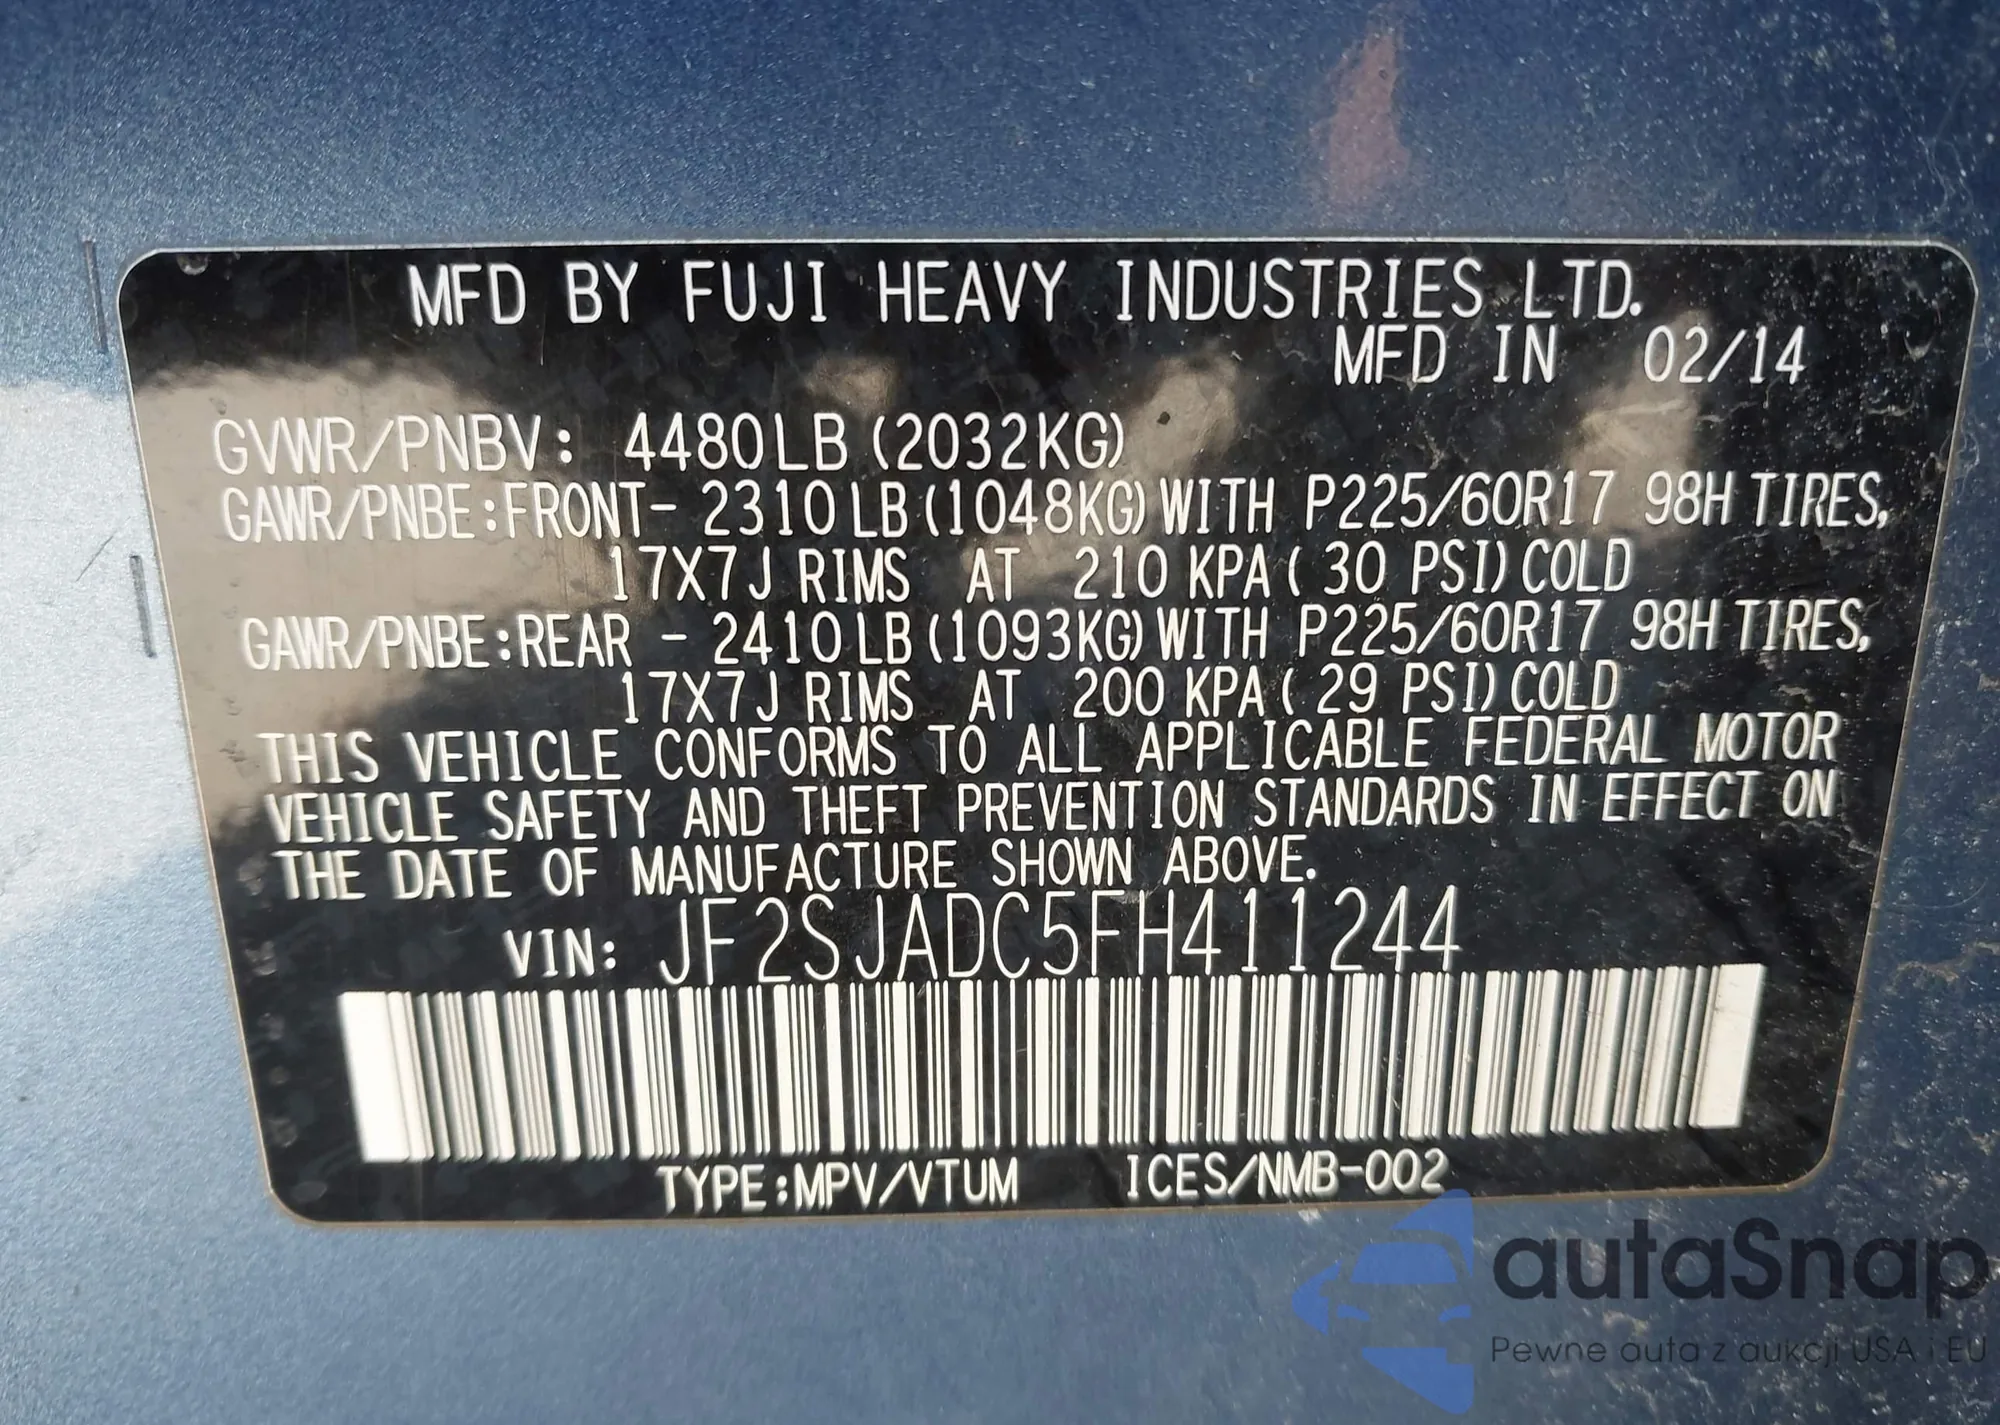 MFD BY FUJI HEAVY INDUSTRIES LTD.
MFD IN 02/14
GVWR/PNBV: 4480LB (2032KG)
GAWR/PNBE:FRONT- 2310LB (1048KG) WITH P225/60R17 98H TIRES,
17X7J RIMS AT 210 KPA ( 30 PSI) COLD
GAWR/PNBE:REAR - 2410LB (1093KG) WITH P225/60R17 98H TIRES,
17X7J RIMS AT 200 KPA ( 29 PSI) COLD
THIS VEHICLE CONFORMS TO ALL APPLICABLE FEDERAL MOTOR
VEHICLE SAFETY AND THEFT PREVENTION STANDARDS IN EFFECT ON
THE DATE OF MANUFACTURE SHOWN ABOVE.
VIN: JF2SJADC5FH411244
TYPE:MPV/VTUM ICES/NMB-002
autaSnap
Pewne auta z aukcji USA i EU